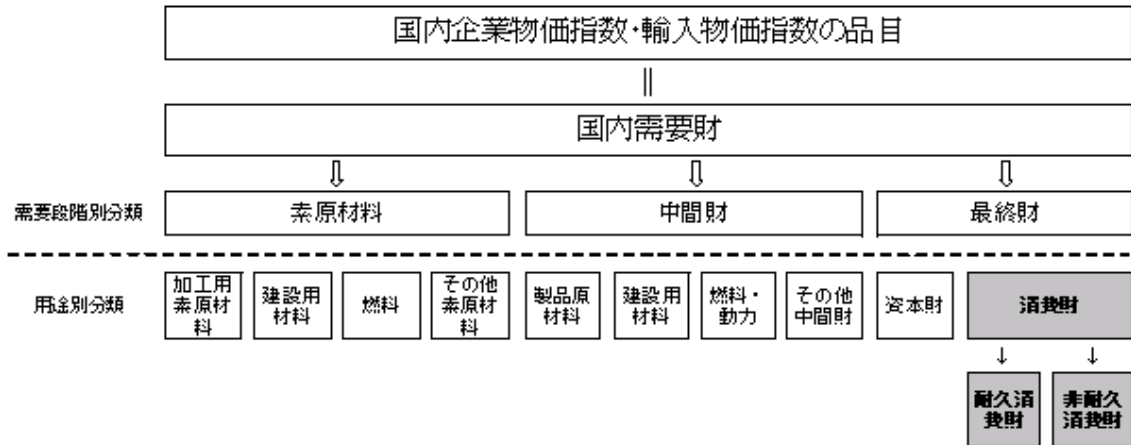 国内企業物価指数・輸入物価指数の品目
||
国内需要財
⇩ ⇩ ⇩
需要段階別分類 素原材料 中間財 最終財
用途別分類
加工用
素原材
料
建設用
材料
燃料
その他
素原材
料
製品原
材料
建設用
材料
燃料・
動力
その他
中間財
資本財
消費財
↓ ↓
耐久消
費財
非耐久
消費財